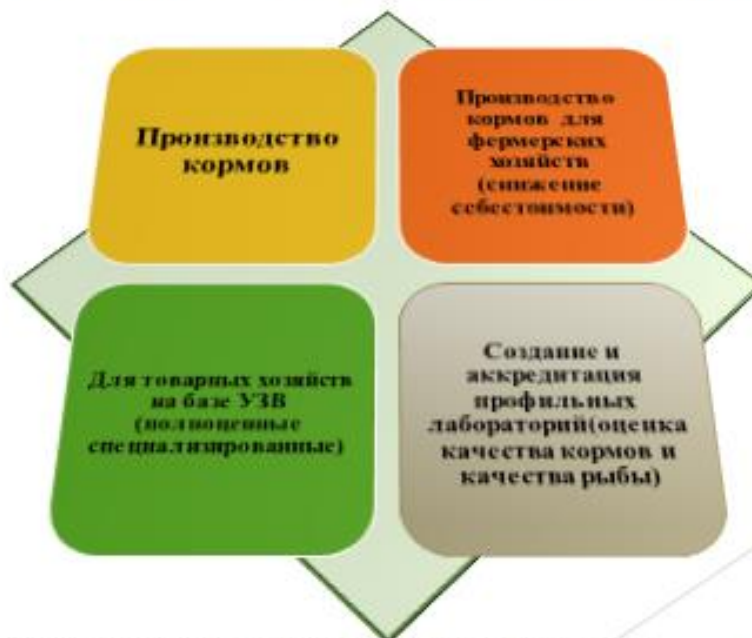 Производство
кормов
Производство
кормов для
фермерских
хозяйств
(снижение
себестоимости)
Для товарных хозяйств
на базе УЗВ
(полноценные
специализированные)
Создание и
аккредитация
профильных
лабораторий(оценка
качества кормов и
качества рыбы)